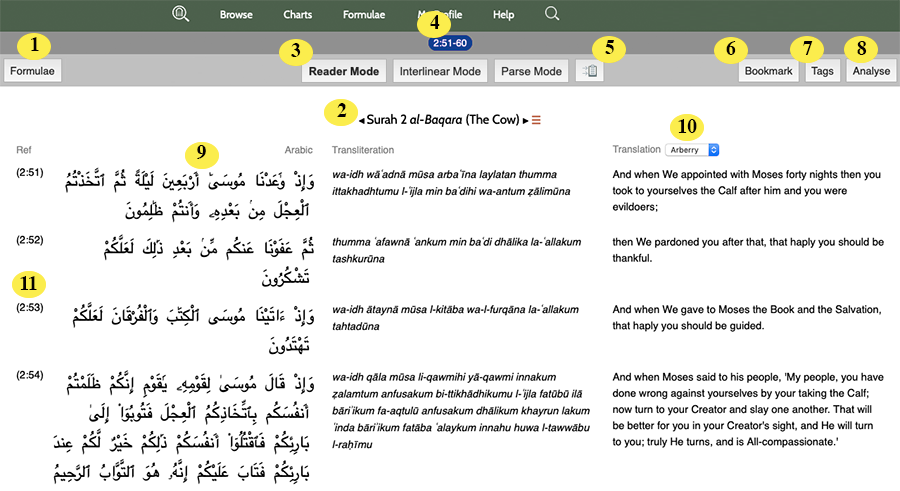 Browse Charts Formulae My Profile Help
4
2:51-60
1 3 5 6 7 8
Formulae Reader Mode Interlinear Mode Parse Mode Bookmark Tags Analyse
2
◂ Surah 2 al-Baqara (The Cow) ▸ ☰
9 10
Ref Arabic Transliteration Translation Arberry
(2:51)
وَإِذْ وَٰعَدْنَا مُوسَىٰٓ أَرْبَعِينَ لَيْلَةً ثُمَّ ٱتَّخَذْتُمُ
ٱلْعِجْلَ مِنۢ بَعْدِهِۦ وَأَنتُمْ ظَٰلِمُونَ
wa-idh wāʿadnā mūsa arbaʿīna laylatan thumma
ittakhadhtumu l-ʿijla min baʿdihi wa-antum ẓālimūna
And when We appointed with Moses forty nights then you
took to yourselves the Calf after him and you were
evildoers;
(2:52)
ثُمَّ عَفَوْنَا عَنكُم مِّنۢ بَعْدِ ذَٰلِكَ لَعَلَّكُمْ
تَشْكُرُونَ
thumma ʿafawnā ʿankum min baʿdi dhālika la-ʿallakum
tashkurūna
then We pardoned you after that, that haply you should be
thankful.
11
(2:53)
وَإِذْ ءَاتَيْنَا مُوسَى ٱلْكِتَٰبَ وَٱلْفُرْقَانَ لَعَلَّكُمْ
تَهْتَدُونَ
wa-idh ātaynā mūsa l-kitāba wa-l-furqāna la-ʿallakum
tahtadūna
And when We gave to Moses the Book and the Salvation,
that haply you should be guided.
(2:54)
وَإِذْ قَالَ مُوسَىٰ لِقَوْمِهِۦ يَٰقَوْمِ إِنَّكُمْ ظَلَمْتُمْ
أَنفُسَكُم بِٱتِّخَاذِكُمُ ٱلْعِجْلَ فَتُوبُوٓا۟ إِلَىٰ
بَارِئِكُمْ فَٱقْتُلُوٓا۟ أَنفُسَكُمْ ذَٰلِكُمْ خَيْرٌ لَّكُمْ عِندَ
بَارِئِكُمْ فَتَابَ عَلَيْكُمْ إِنَّهُۥ هُوَ ٱلتَّوَّابُ ٱلرَّحِيمُ
wa-idh qāla mūsa li-qawmihi yā-qawmi innakum
ẓalamtum anfusakum bi-ttikhādhikumu l-ʿijla fatūbū ilā
bāriʾikum fa-aqtulū anfusakum dhālikum khayrun lakum
ʿinda bāriʾikum fatāba ʿalaykum innahu huwa l-tawwābu
l-raḥīmu
And when Moses said to his people, 'My people, you have
done wrong against yourselves by your taking the Calf;
now turn to your Creator and slay one another. That will
be better for you in your Creator's sight, and He will turn
to you; truly He turns, and is All-compassionate.'